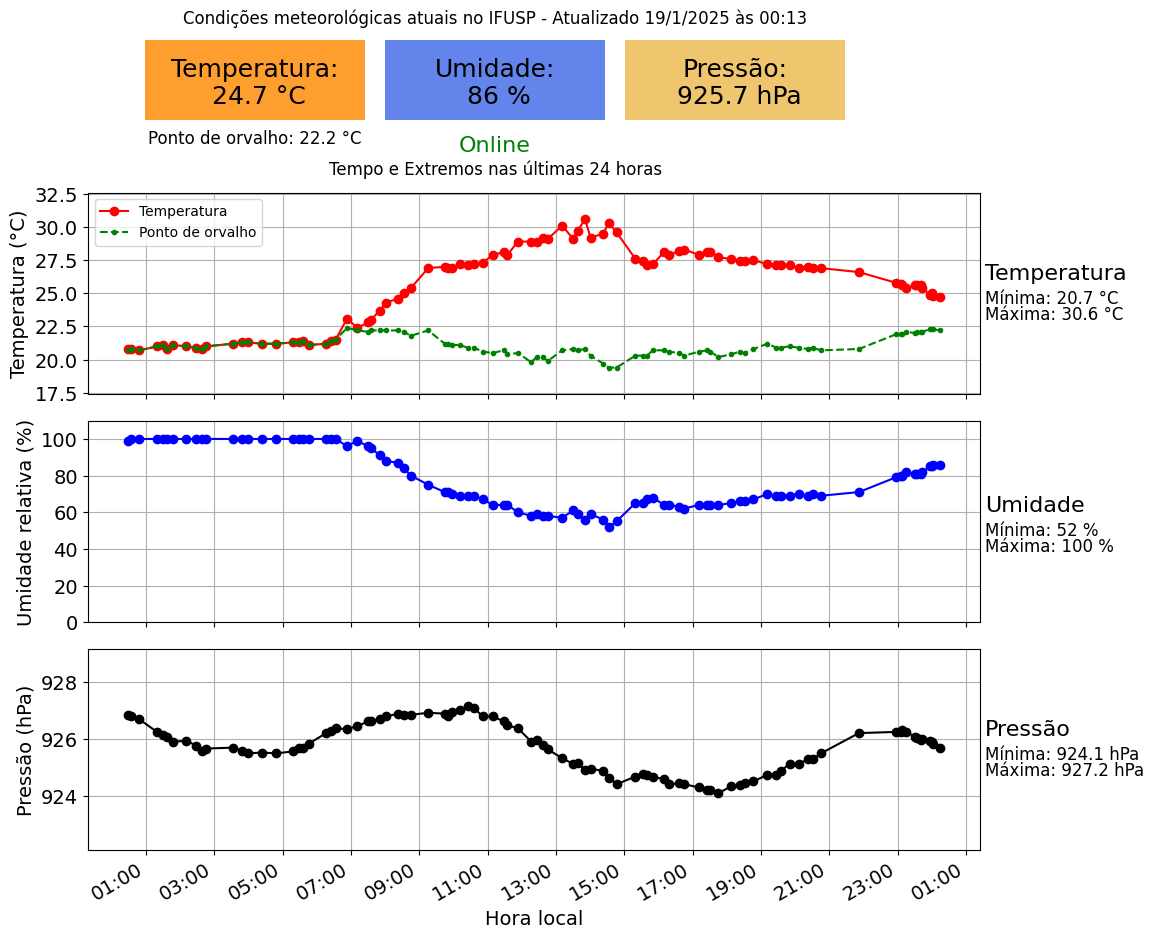 Condições meteorológicas atuais no IFUSP - Atualizado 19/1/2025 às 00:13
Temperatura:
24.7 °C
Umidade:
86 %
Pressão:
925.7 hPa
Ponto de orvalho: 22.2 °C
Online
Tempo e Extremos nas últimas 24 horas
Temperatura (°C)
32.5
30.0
27.5
25.0
22.5
20.0
17.5
Temperatura
Ponto de orvalho
Temperatura
Mínima: 20.7 °C
Máxima: 30.6 °C
Umidade relativa (%)
100
80
60
40
20
0
Umidade
Mínima: 52 %
Máxima: 100 %
Pressão (hPa)
928
926
924
Pressão
Mínima: 924.1 hPa
Máxima: 927.2 hPa
01:00 03:00 05:00 07:00 09:00 11:00 13:00 15:00 17:00 19:00 21:00 23:00 01:00
Hora local